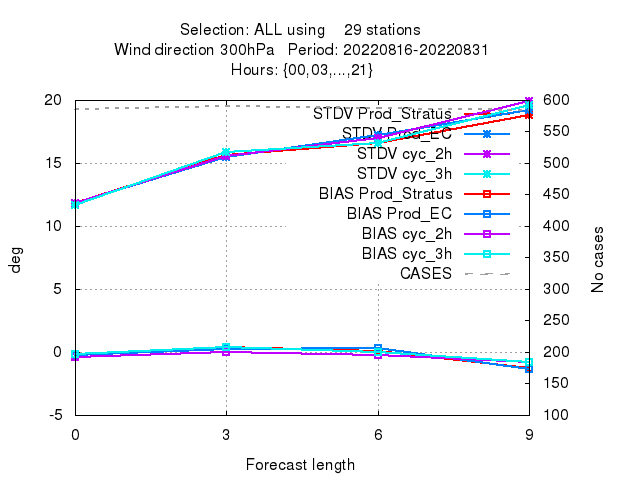 Selection: ALL using 29 stations
Wind direction 300hPa Period: 20220816-20220831
Hours: {00,03,...,21}
20 600
STDV Prod_Stratus
550
STDV Prod_EC
STDV cyc_2h
15 500
STDV cyc_3h
BIAS Prod_Stratus
450
BIAS Prod_EC
10 400
BIAS cyc_2h
BIAS cyc_3h
350
CASES
5 300
250
0 200
150
-5 100
0 3 6 9
deg
No cases
Forecast length